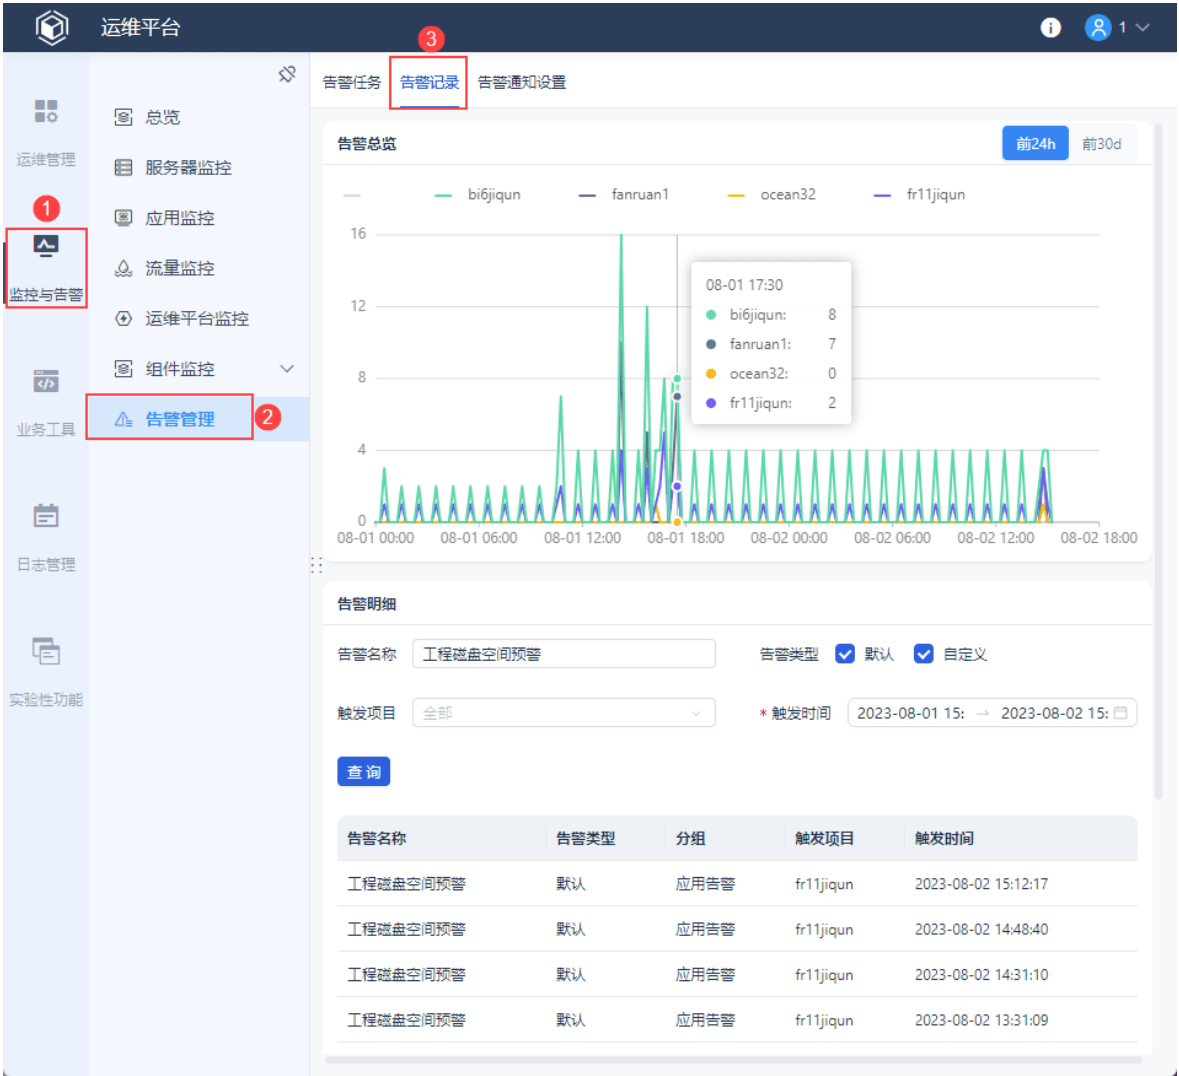 运维平台
1
3
告警任务 告警记录 告警通知设置
运维管理
1
监控与告警
业务工具
日志管理
实验性功能
总览
服务器监控
应用监控
流量监控
运维平台监控
组件监控
告警管理
2
告警总览
前24h 前30d
bi6jiqun fanruan1 ocean32 fr11jiqun
16
12
8
4
0
08-01 17:30
bi6jiqun: 8
fanruan1: 7
ocean32: 0
fr11jiqun: 2
08-01 00:00 08-01 06:00 08-01 12:00 08-01 18:00 08-02 00:00 08-02 06:00 08-02 12:00 08-02 18:00
告警明细
告警名称 工程磁盘空间预警 告警类型 默认 自定义
触发项目 全部 * 触发时间 2023-08-01 15: → 2023-08-02 15:
查询
告警名称 告警类型 分组 触发项目 触发时间
工程磁盘空间预警 默认 应用告警 fr11jiqun 2023-08-02 15:12:17
工程磁盘空间预警 默认 应用告警 fr11jiqun 2023-08-02 14:48:40
工程磁盘空间预警 默认 应用告警 fr11jiqun 2023-08-02 14:31:10
工程磁盘空间预警 默认 应用告警 fr11jiqun 2023-08-02 13:31:09